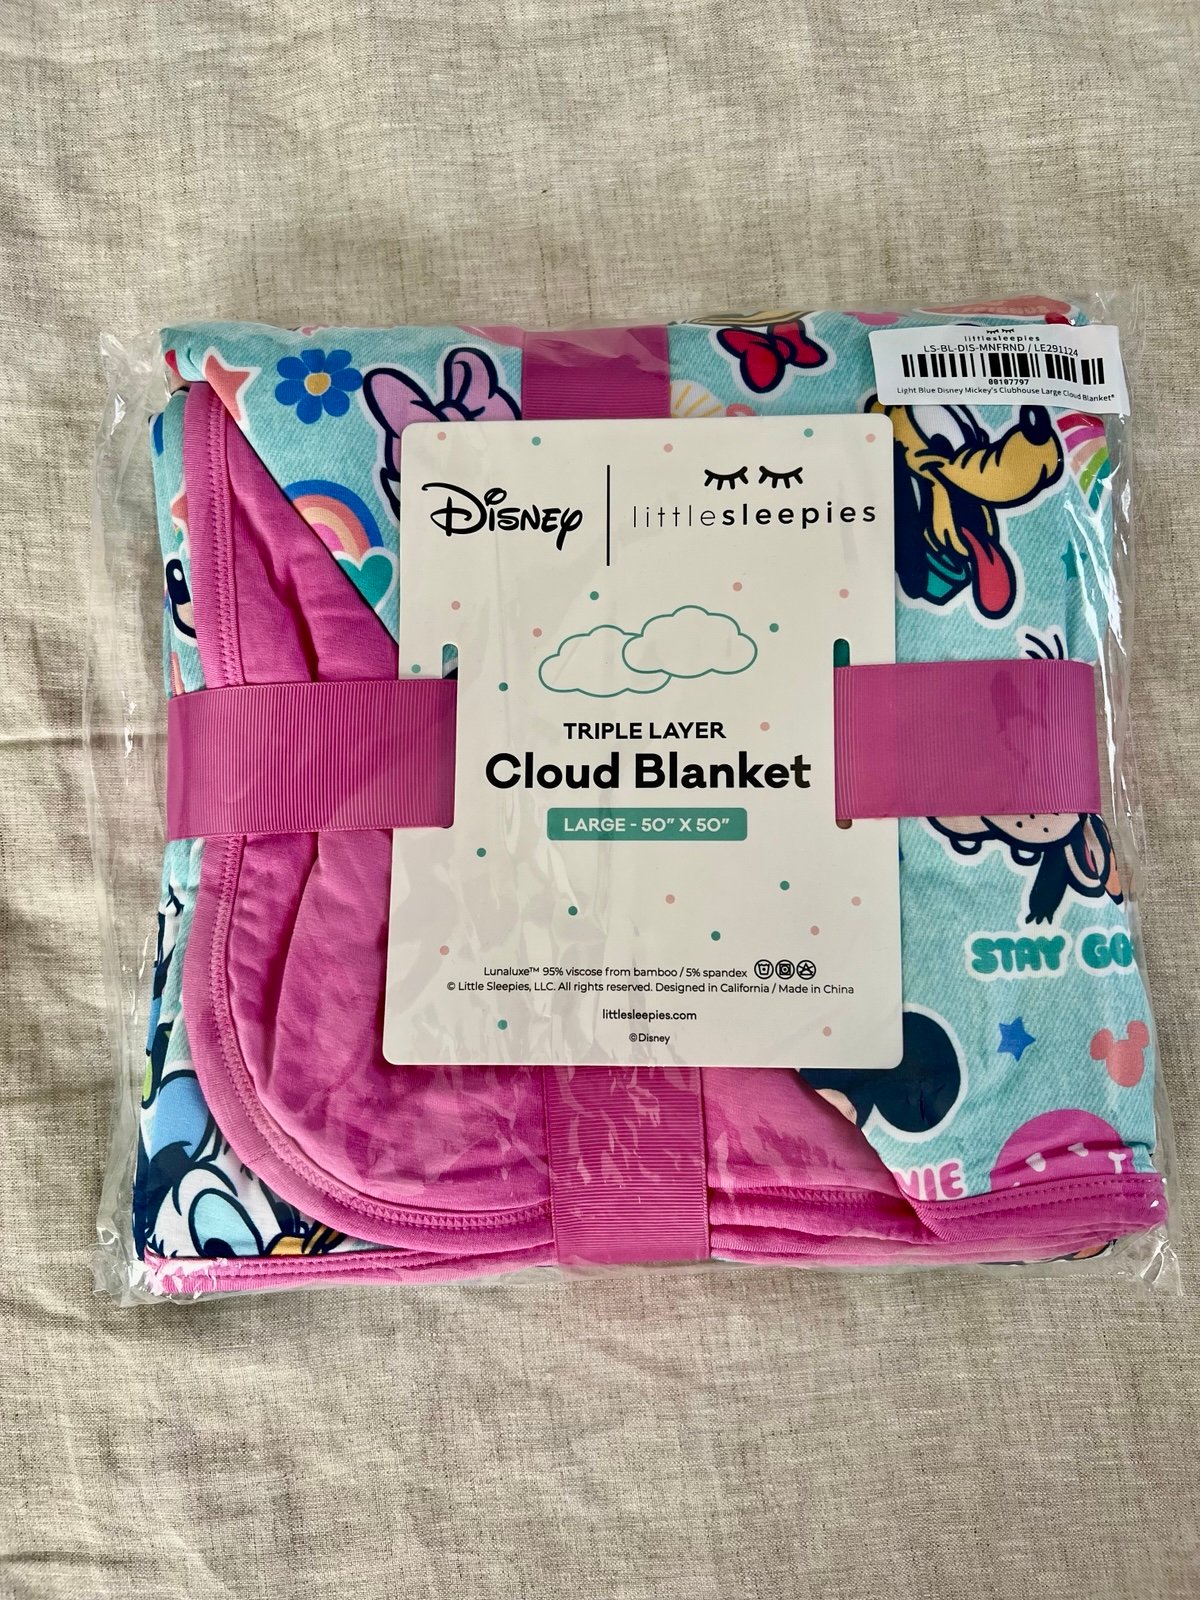 littlesleepies
LS-BL-DIS-MNFRND / LE291124
00187797
Light Blue Disney Mickey's Clubhouse Large Cloud Blanket®
Disney
littlesleepies
TRIPLE LAYER
Cloud Blanket
LARGE - 50" X 50"
STAY GO
Lunaluxe™ 95% viscose from bamboo / 5% spandex
© Little Sleepies, LLC. All rights reserved. Designed in California / Made in China
littlesleepies.com
©Disney
NIE